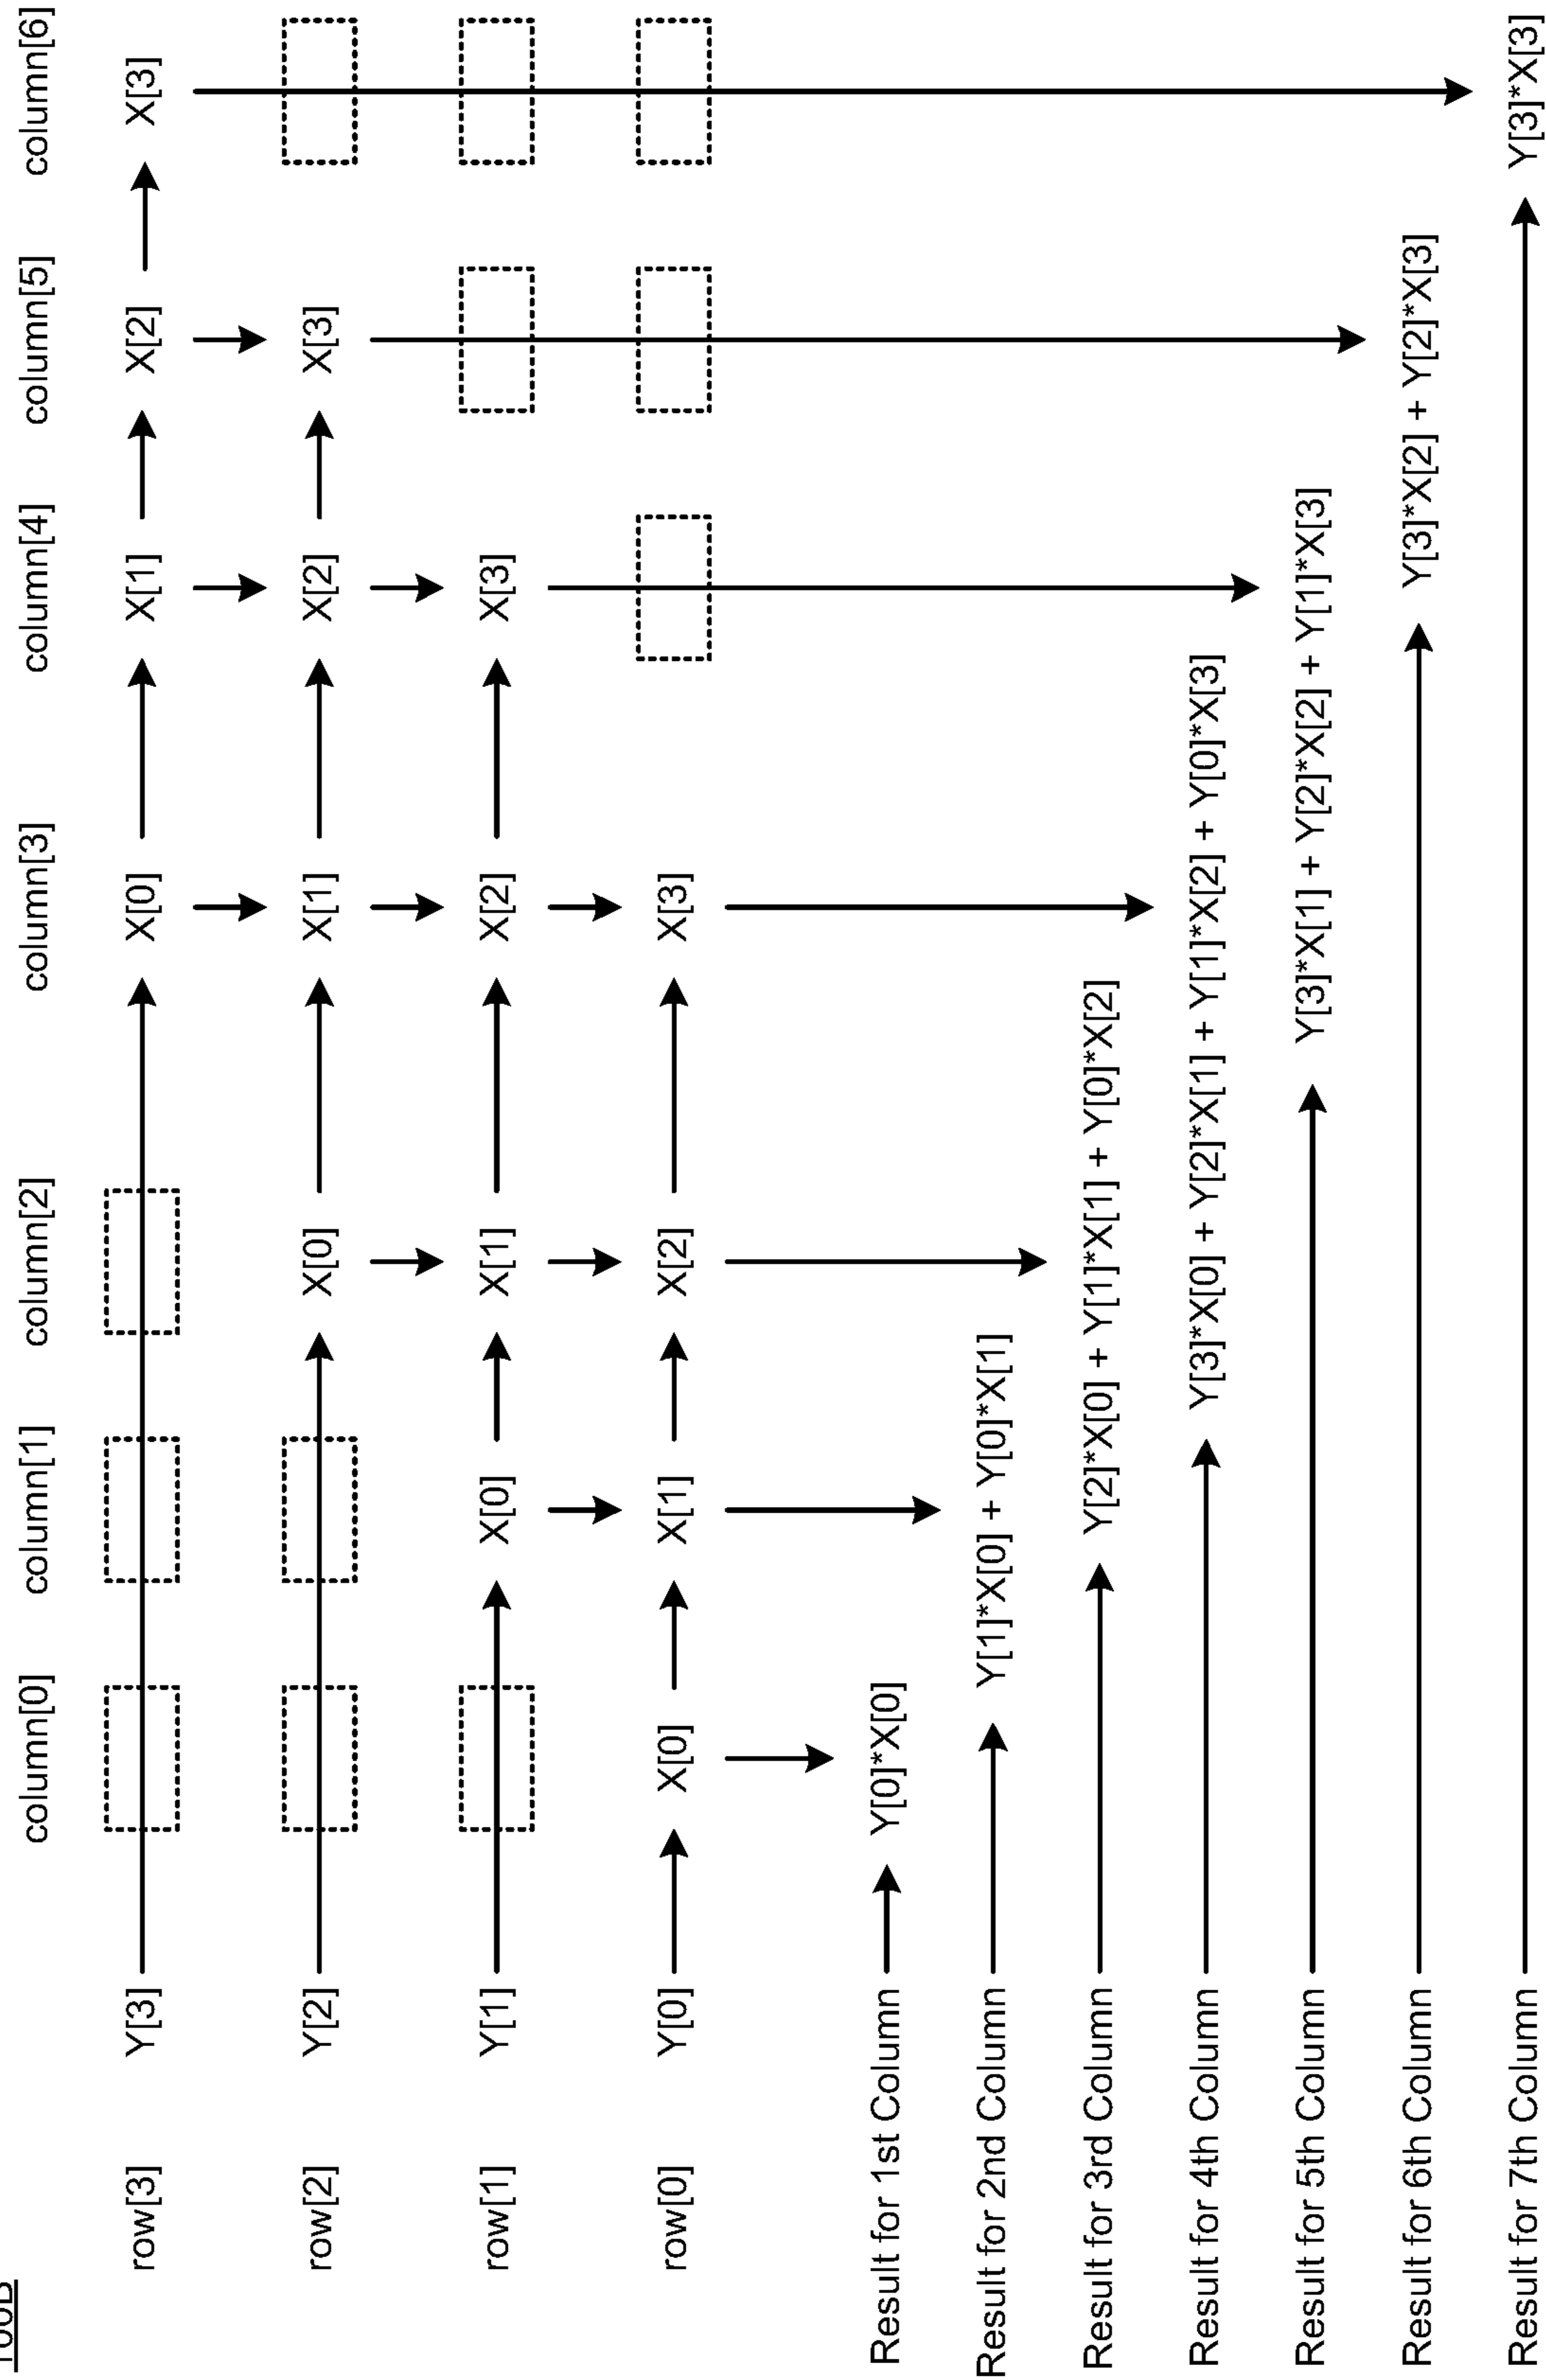 100B
column[0] column[1] column[2] column[3] column[4] column[5] column[6]
row[3] Y[3] X[0] X[1] X[2] X[3]
row[2] Y[2] X[0] X[1] X[2] X[3]
row[1] Y[1] X[0] X[1] X[2] X[3]
row[0] Y[0] X[0] X[1] X[2] X[3]
Result for 1st Column Y[0]*X[0]
Result for 2nd Column Y[1]*X[0] + Y[0]*X[1]
Result for 3rd Column Y[2]*X[0] + Y[1]*X[1] + Y[0]*X[2]
Result for 4th Column Y[3]*X[0] + Y[2]*X[1] + Y[1]*X[2] + Y[0]*X[3]
Result for 5th Column Y[3]*X[1] + Y[2]*X[2] + Y[1]*X[3]
Result for 6th Column Y[3]*X[2] + Y[2]*X[3]
Result for 7th Column Y[3]*X[3]